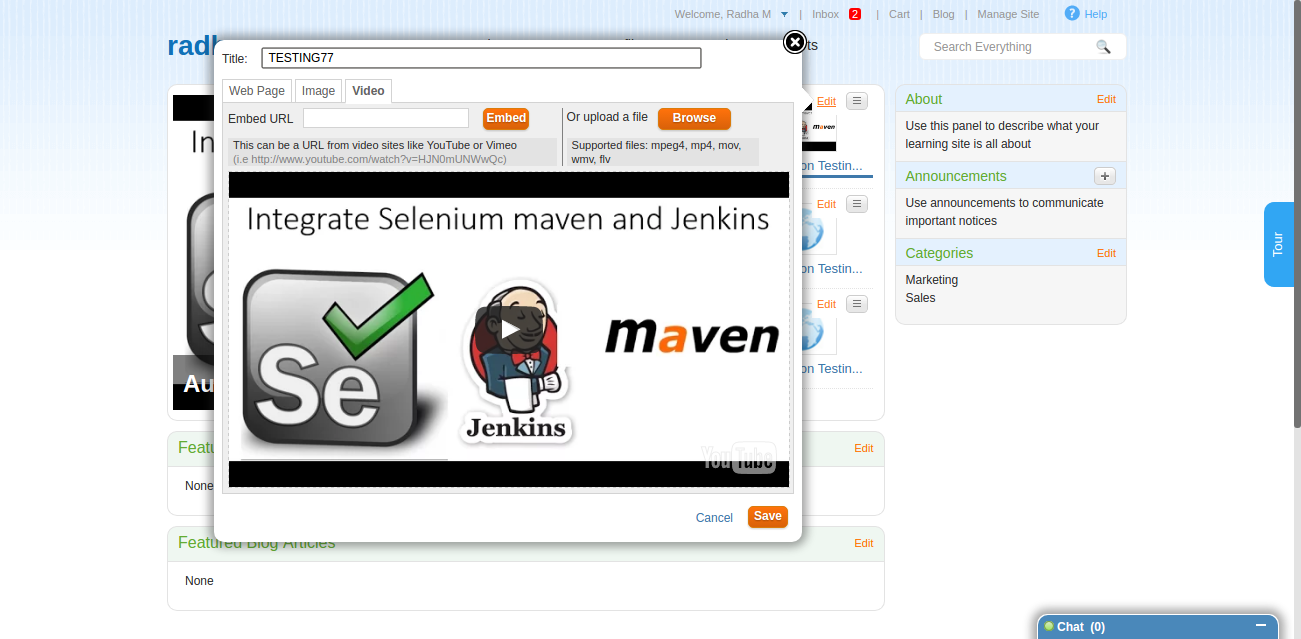 Welcome, Radha M | Inbox 2 | Cart | Blog | Manage Site ? Help
Search Everything
Title: TESTING77
Web Page Image Video
Embed URL Embed Or upload a file Browse
This can be a URL from video sites like YouTube or Vimeo
(i.e http://www.youtube.com/watch?v=HJN0mUNWwQc)
Supported files: mpeg4, mp4, mov,
wmv, flv
Integrate Selenium maven and Jenkins
Se
Jenkins
maven
YouTube
Cancel Save
In
Au
Edit
maven
on Testin...
Edit
on Testin...
Edit
on Testin...
About Edit
Use this panel to describe what your
learning site is all about
Announcements +
Use announcements to communicate
important notices
Categories Edit
Marketing
Sales
Tour
Edit
None
Featured Blog Articles Edit
None
Chat (0)